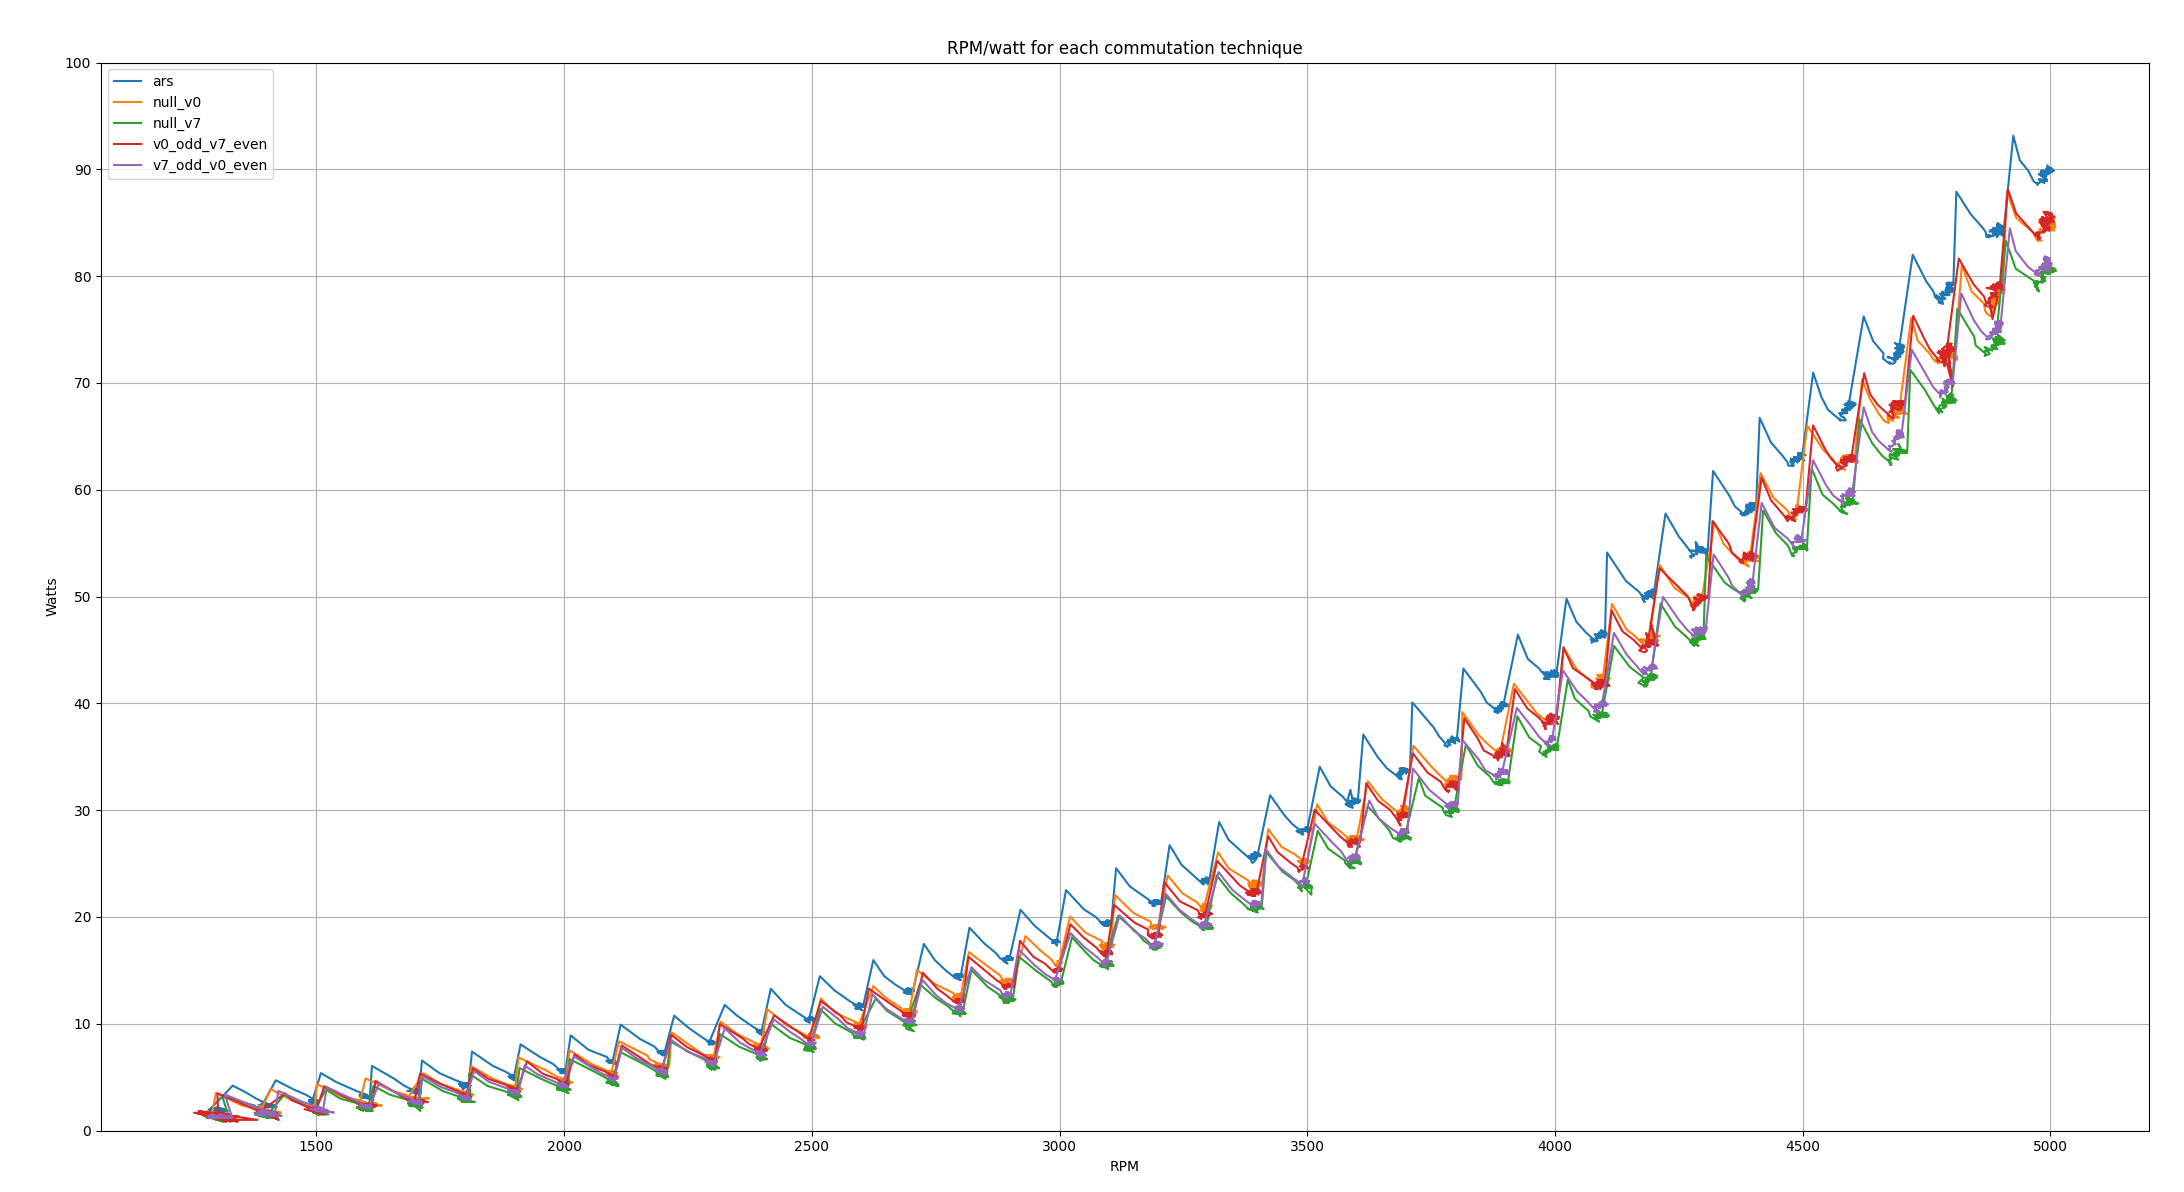 RPM/watt for each commutation technique
ars
null_v0
null_v7
v0_odd_v7_even
v7_odd_v0_even
100
90
80
70
60
50
40
30
20
10
0
Watts
1500 2000 2500 3000 3500 4000 4500 5000
RPM